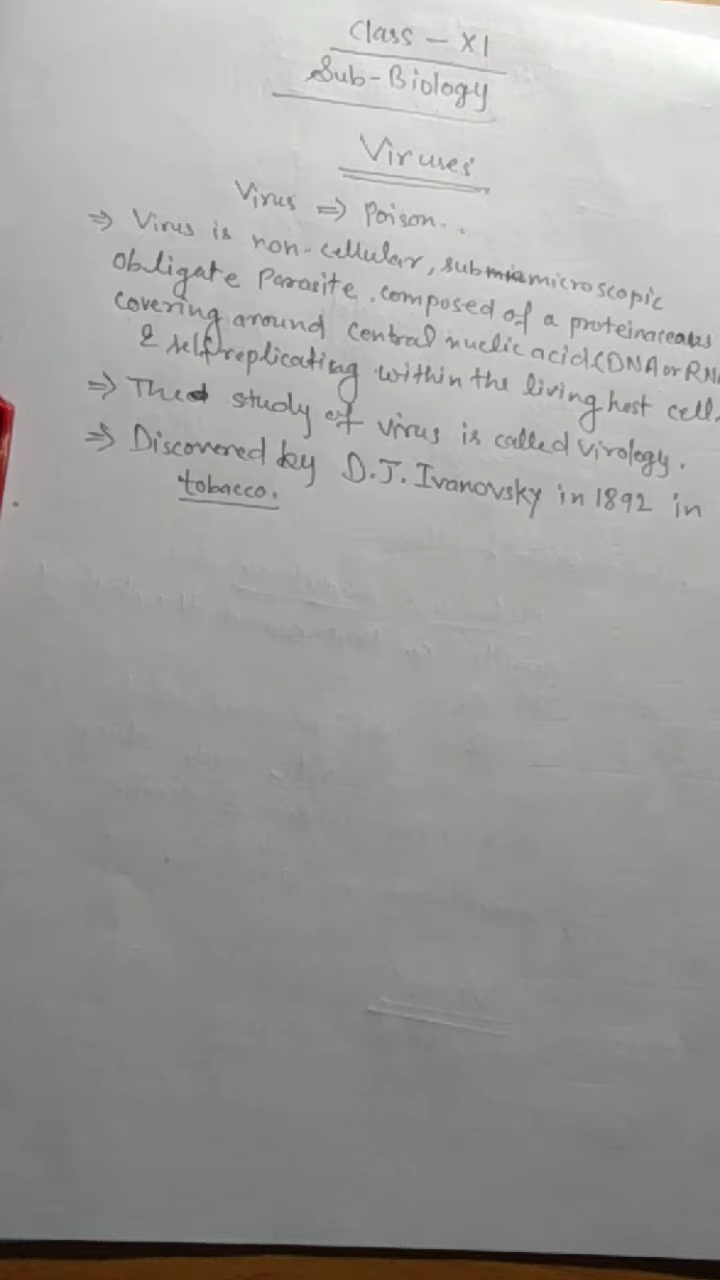 Class - XI
Sub-Biology
Viruses
Virus ⇒ Poison..
⇒ Virus is non-cellular, submicroscopic
obligate Parasite, composed of a proteinaceous
covering around central nuclic acid (DNA or RNA
& self replicating within the living host cell.
⇒ The study of virus is called virology.
⇒ Discovered by D.J. Ivanovsky in 1892 in
tobacco.